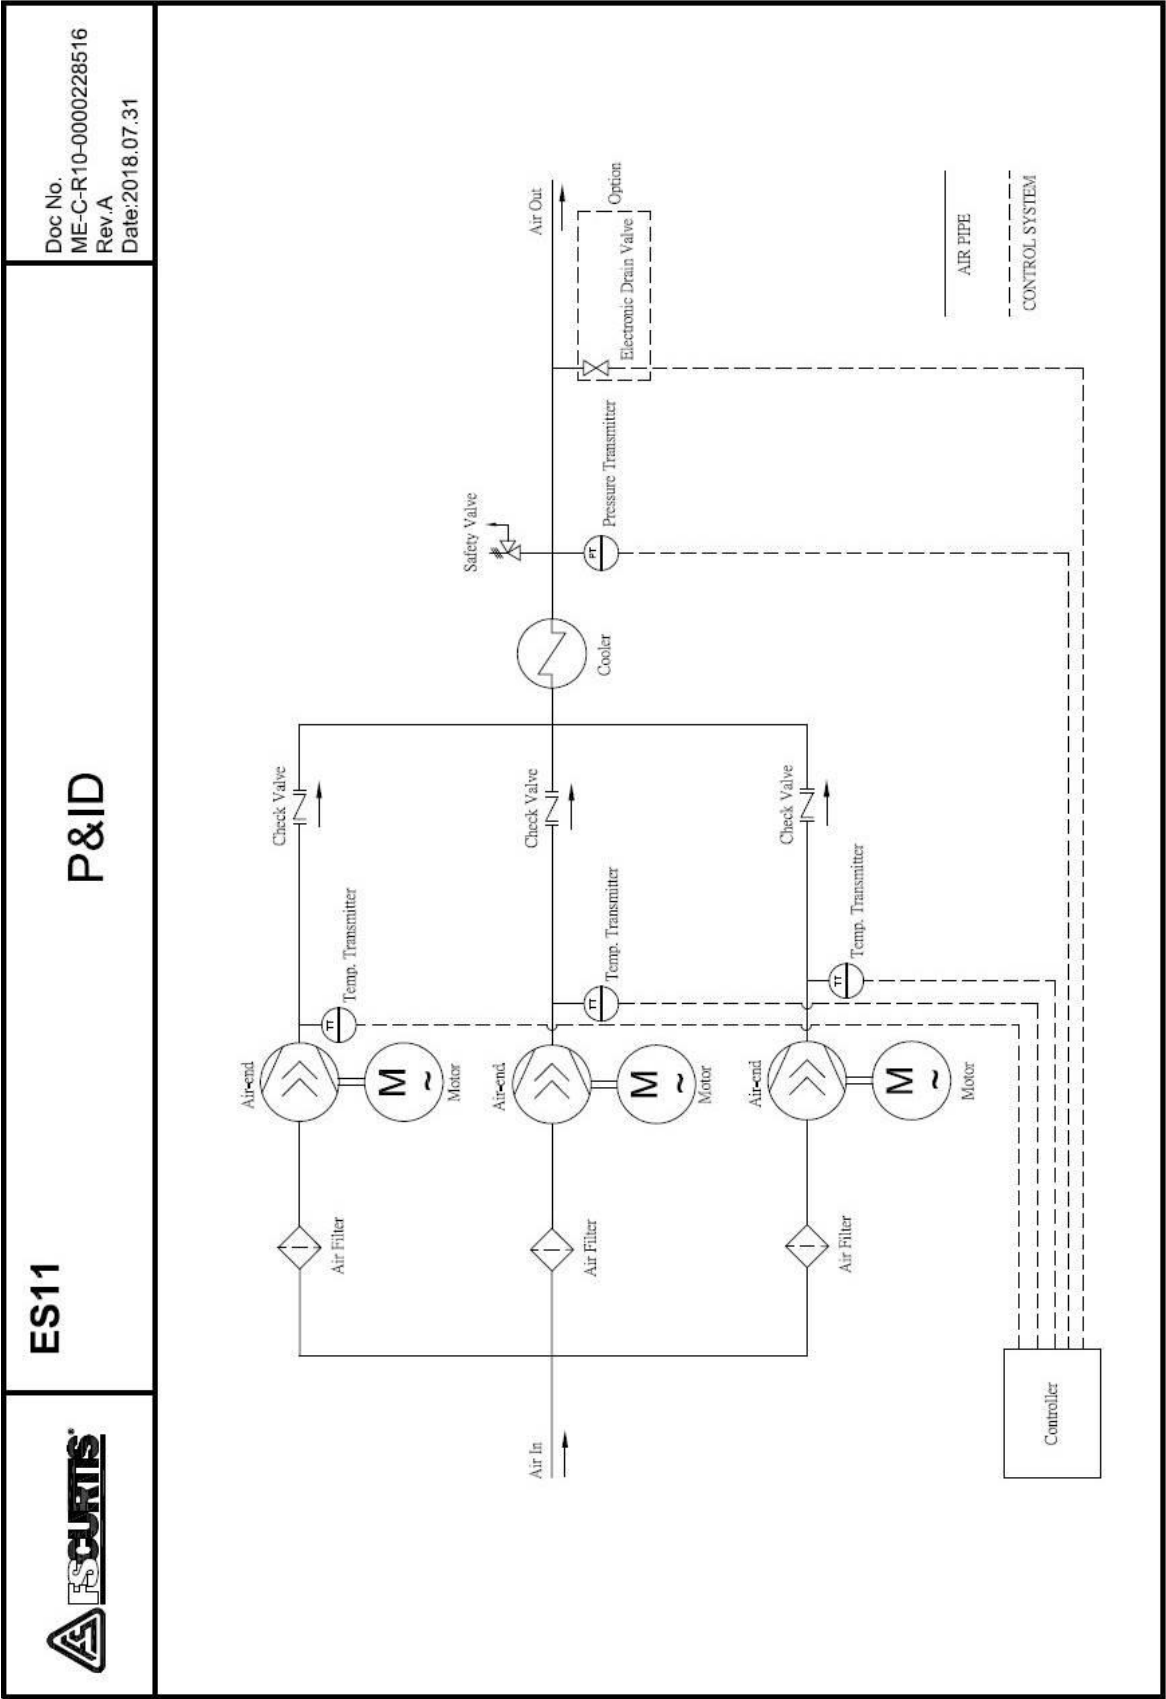 FSCURTIS®
ES11
P&ID
Doc No.
ME-C-R10-0000228516
Rev.A
Date:2018.07.31
Air-end
TT
Temp. Transmitter
Check Valve
M
~
Motor
Air Filter
Air In
Air-end
TT
Temp. Transmitter
Check Valve
M
~
Motor
Air Filter
Air-end
TT
Temp. Transmitter
Check Valve
M
~
Motor
Air Filter
Cooler
Safety Valve
PT
Pressure Transmitter
Air Out
Electronic Drain Valve
Option
Controller
AIR PIPE
CONTROL SYSTEM